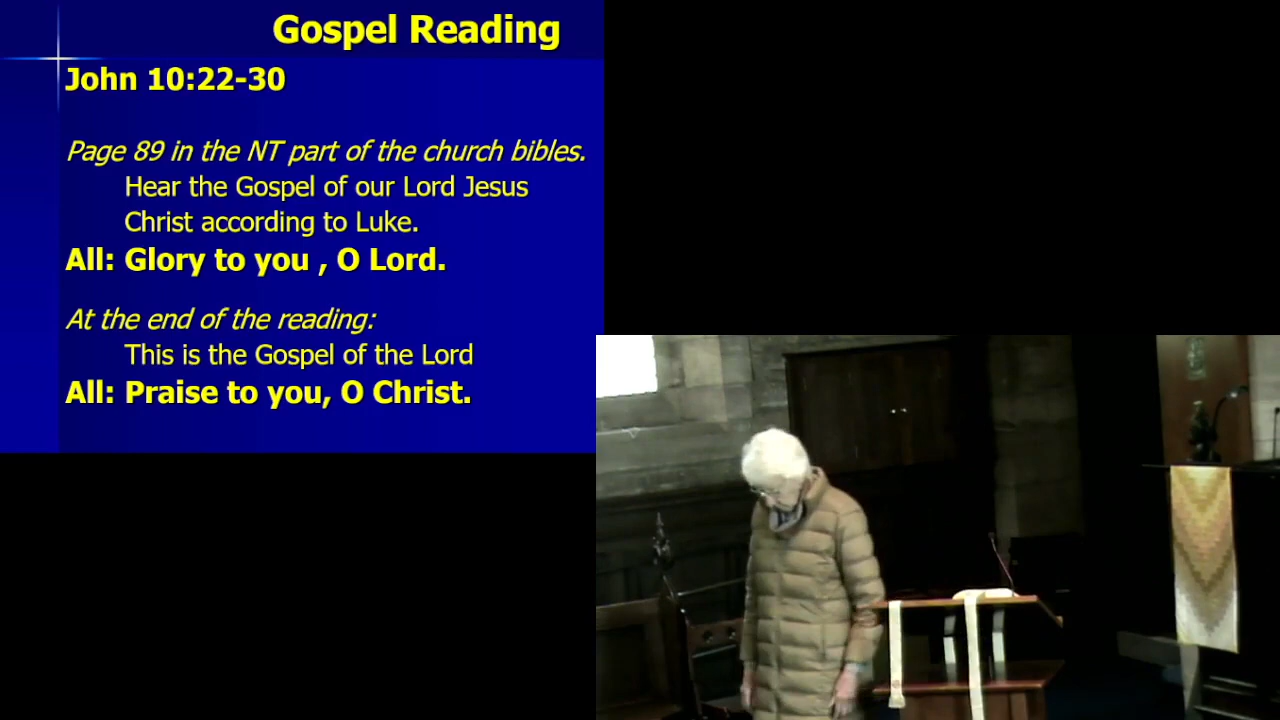 Gospel Reading
John 10:22-30
Page 89 in the NT part of the church bibles.
Hear the Gospel of our Lord Jesus
Christ according to Luke.
All: Glory to you , O Lord.
At the end of the reading:
This is the Gospel of the Lord
All: Praise to you, O Christ.